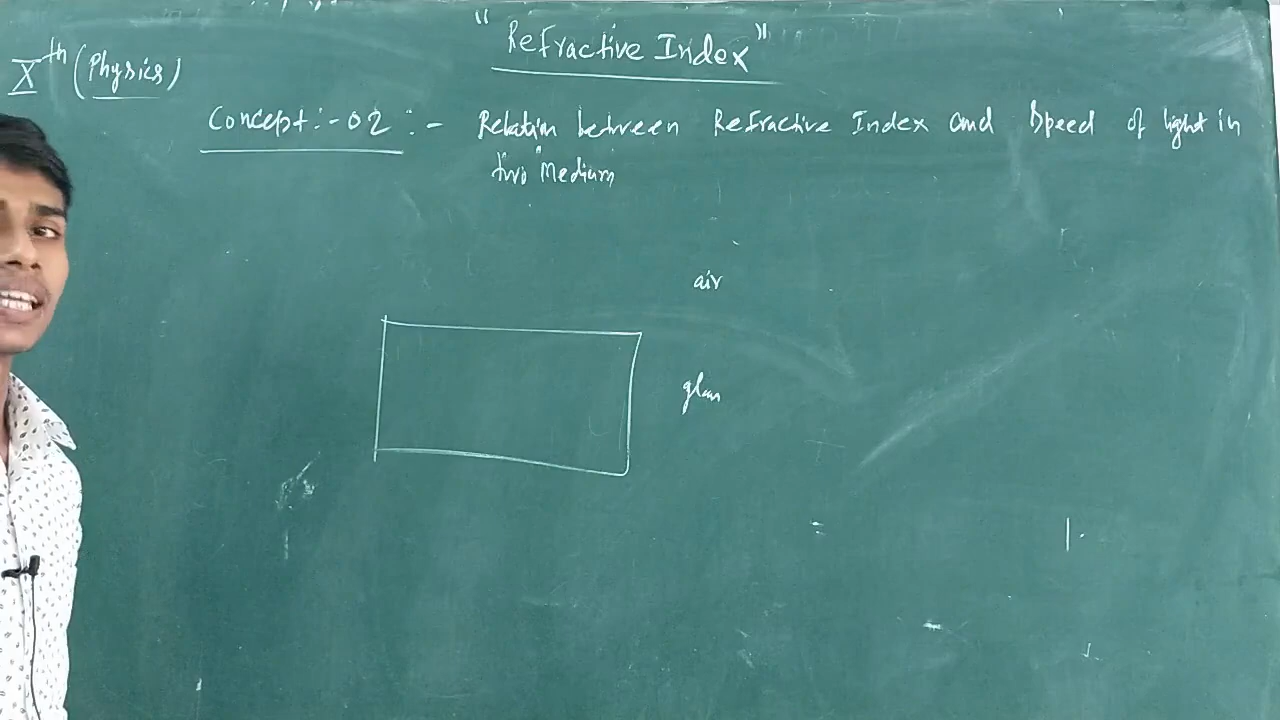 "Refractive Index"
Xth (Physics)
Concept:-02 :- Relation between Refractive Index and Speed of light in
two Medium
air
glass